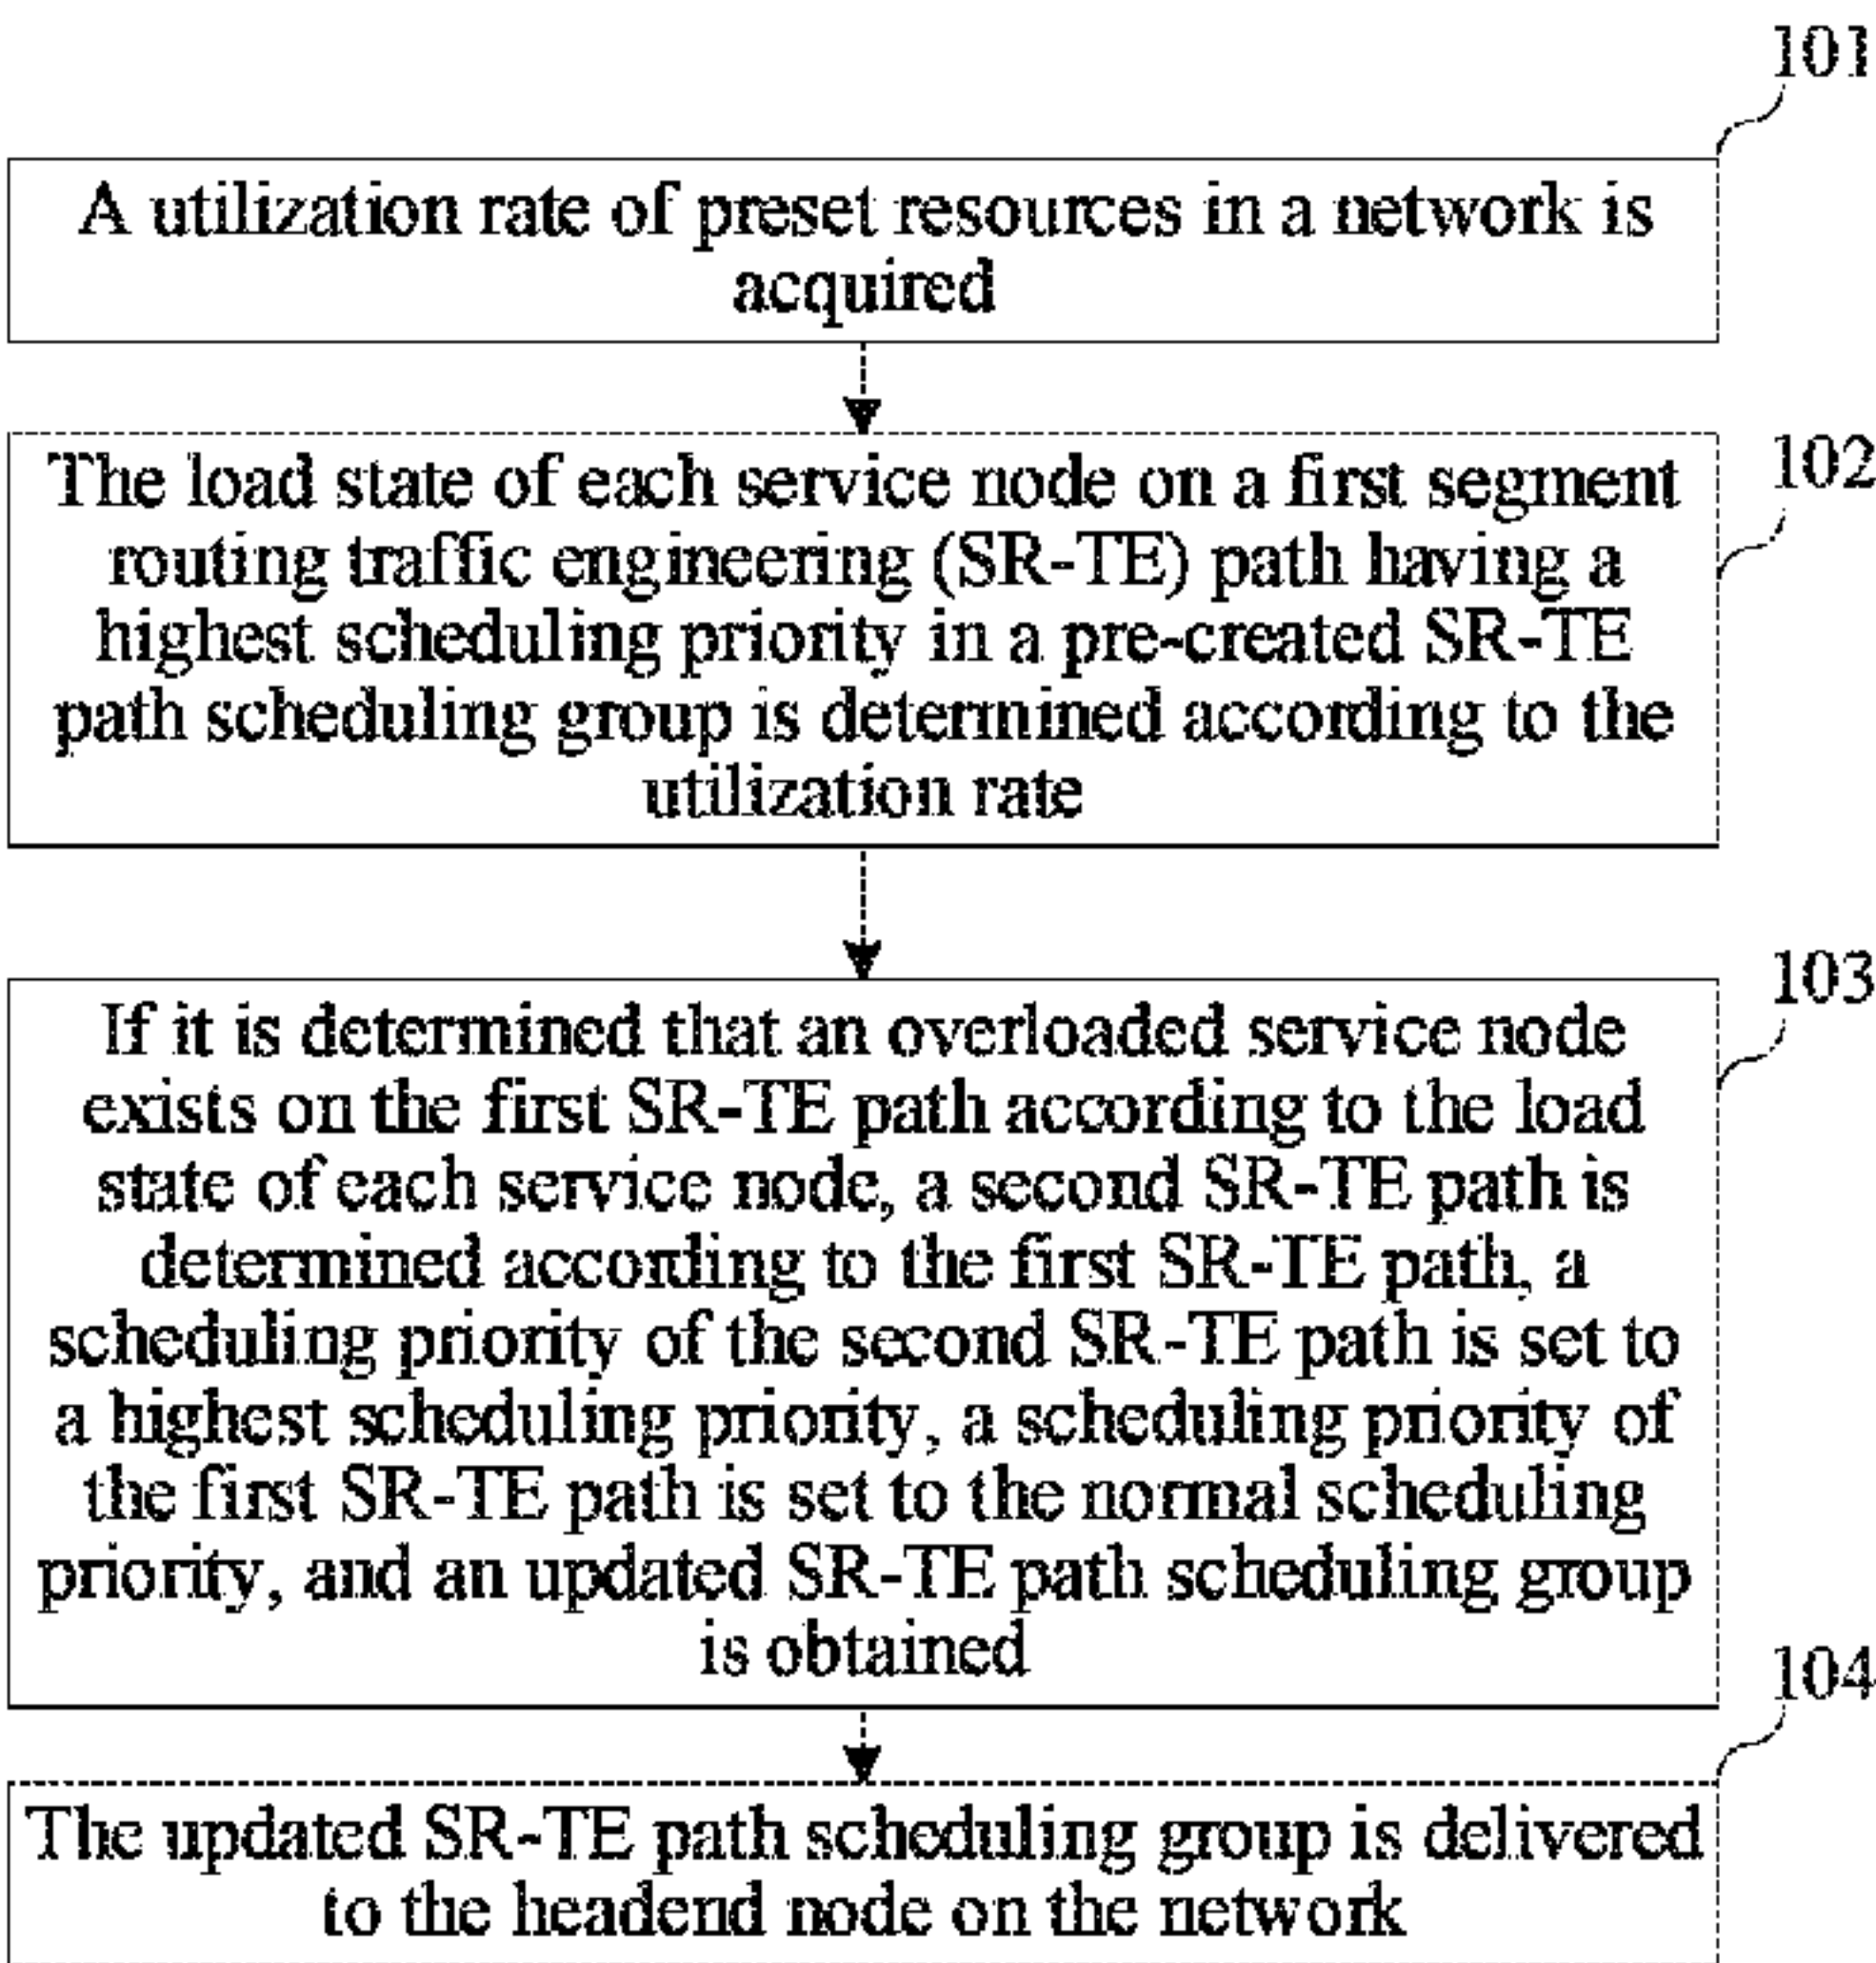 101
A utilization rate of preset resources in a network is
acquired
102
The load state of each service node on a first segment
routing traffic engineering (SR-TE) path having a
highest scheduling priority in a pre-created SR-TE
path scheduling group is determined according to the
utilization rate
103
If it is determined that an overloaded service node
exists on the first SR-TE path according to the load
state of each service node, a second SR-TE path is
determined according to the first SR-TE path, a
scheduling priority of the second SR-TE path is set to
a highest scheduling priority, a scheduling priority of
the first SR-TE path is set to the normal scheduling
priority, and an updated SR-TE path scheduling group
is obtained
104
The updated SR-TE path scheduling group is delivered
to the headend node on the network